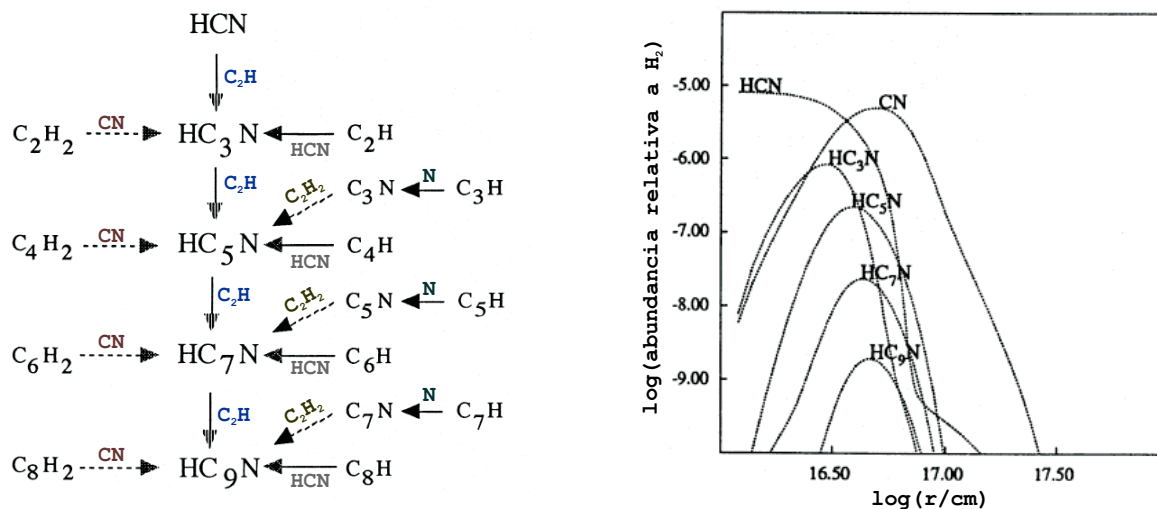 HCN
C₂H
C₂H₂ CN HC₃N HCN C₂H
C₂H C₂H₂ C₃N N C₃H
C₄H₂ CN HC₅N HCN C₄H
C₂H C₂H₂ C₅N N C₅H
C₆H₂ CN HC₇N HCN C₆H
C₂H C₂H₂ C₇N N C₇H
C₈H₂ CN HC₉N HCN C₈H
log(abundancia relativa a H₂)
-5.00
-6.00
-7.00
-8.00
-9.00
HCN
CN
HC₃N
HC₅N
HC₇N
HC₉N
16.50 17.00 17.50
log(r/cm)